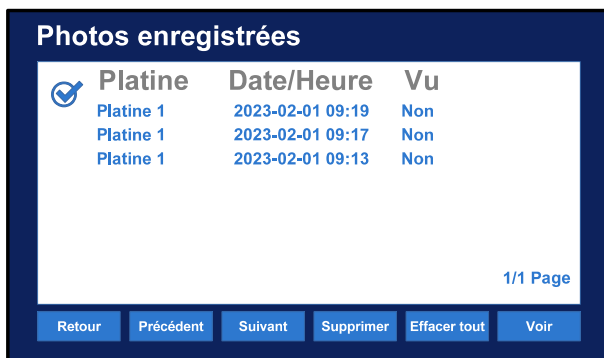 Photos enregistrées
Platine Date/Heure Vu
Platine 1 2023-02-01 09:19 Non
Platine 1 2023-02-01 09:17 Non
Platine 1 2023-02-01 09:13 Non
1/1 Page
Retour Précédent Suivant Supprimer Effacer tout Voir